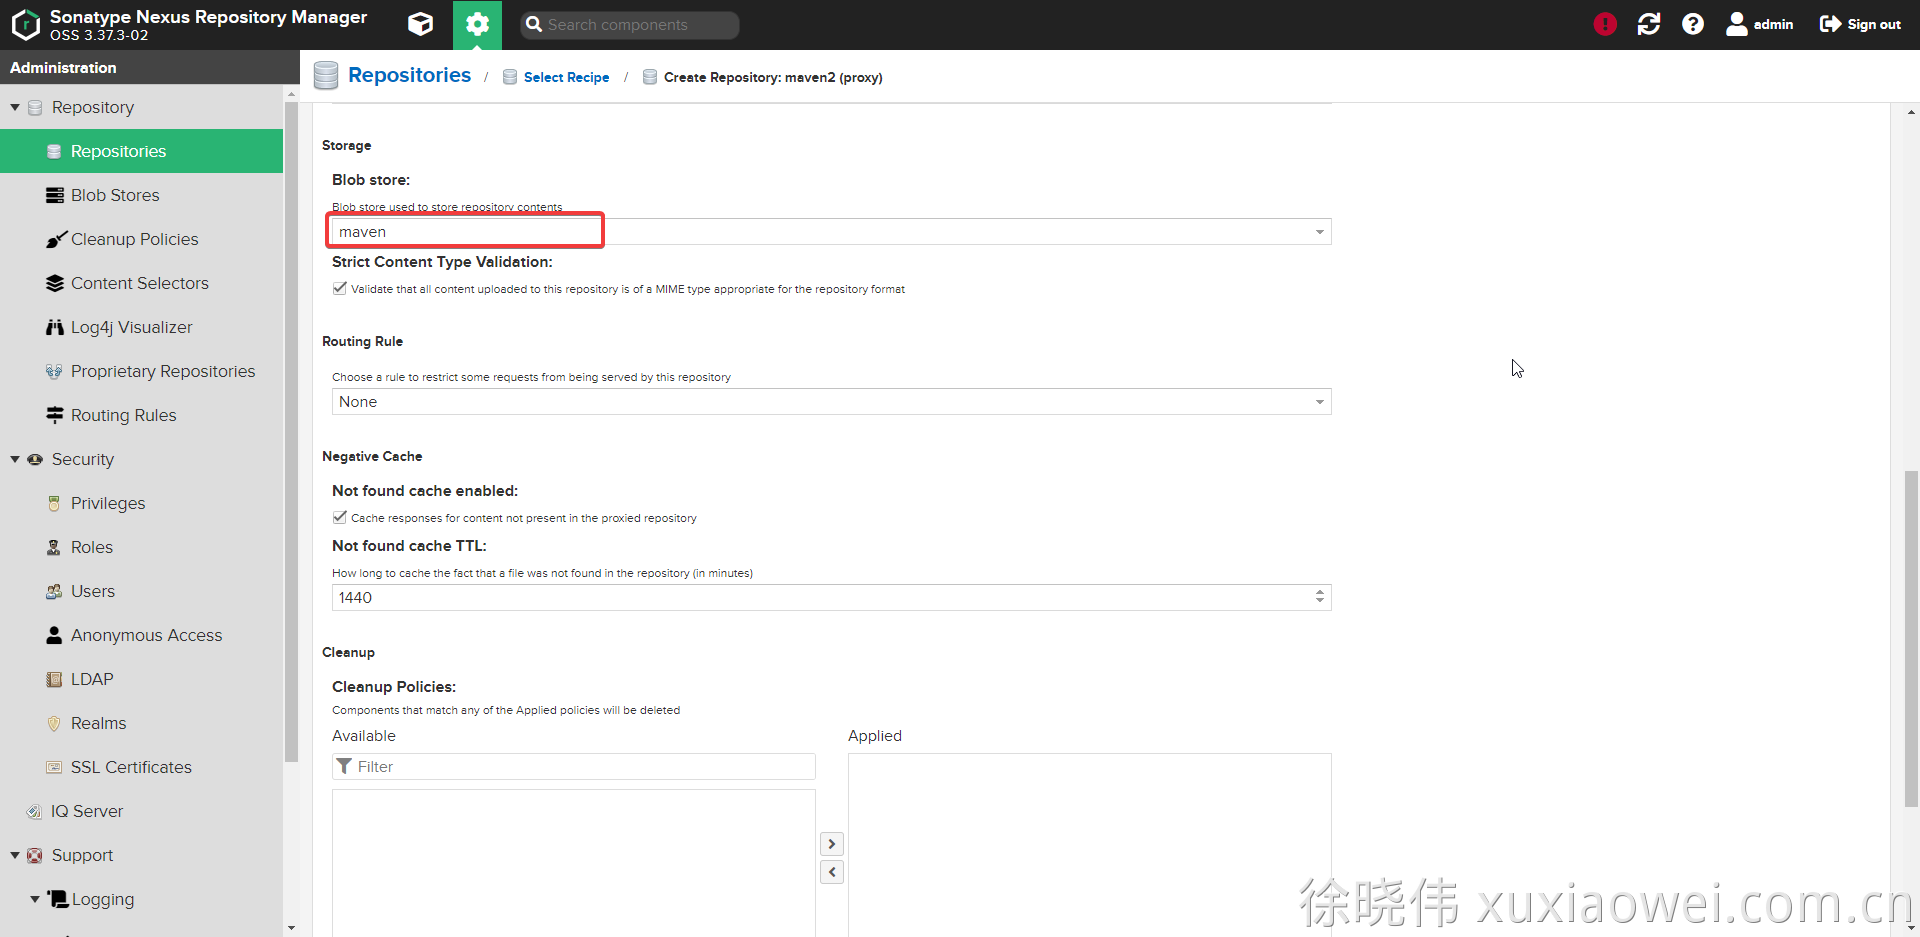 Sonatype Nexus Repository Manager
OSS 3.37.3-02
Search components
admin
Sign out
Administration
Repository
Repositories
Blob Stores
Cleanup Policies
Content Selectors
Log4j Visualizer
Proprietary Repositories
Routing Rules
Security
Privileges
Roles
Users
Anonymous Access
LDAP
Realms
SSL Certificates
IQ Server
Support
Logging
Repositories / Select Recipe / Create Repository: maven2 (proxy)
Storage
Blob store:
Blob store used to store repository contents
maven
Strict Content Type Validation:
Validate that all content uploaded to this repository is of a MIME type appropriate for the repository format
Routing Rule
Choose a rule to restrict some requests from being served by this repository
None
Negative Cache
Not found cache enabled:
Cache responses for content not present in the proxied repository
Not found cache TTL:
How long to cache the fact that a file was not found in the repository (in minutes)
1440
Cleanup
Cleanup Policies:
Components that match any of the Applied policies will be deleted
Available
Applied
Filter
徐晓伟 xuxiaowei.com.cn